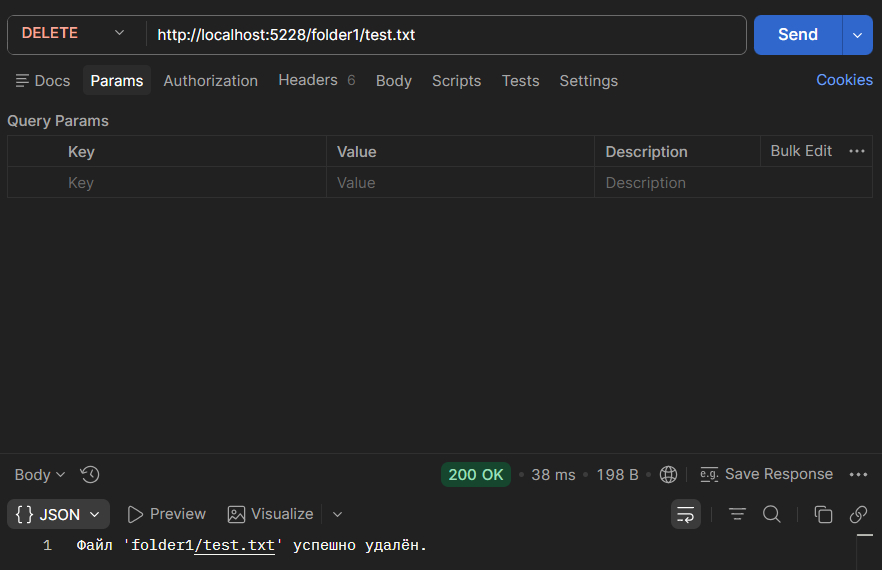 DELETE http://localhost:5228/folder1/test.txt Send
Docs Params Authorization Headers 6 Body Scripts Tests Settings Cookies
Query Params
Key Value Description Bulk Edit
Key Value Description
Body 200 OK 38 ms 198 B e.g. Save Response
{} JSON Preview Visualize
1 Файл 'folder1/test.txt' успешно удалён.